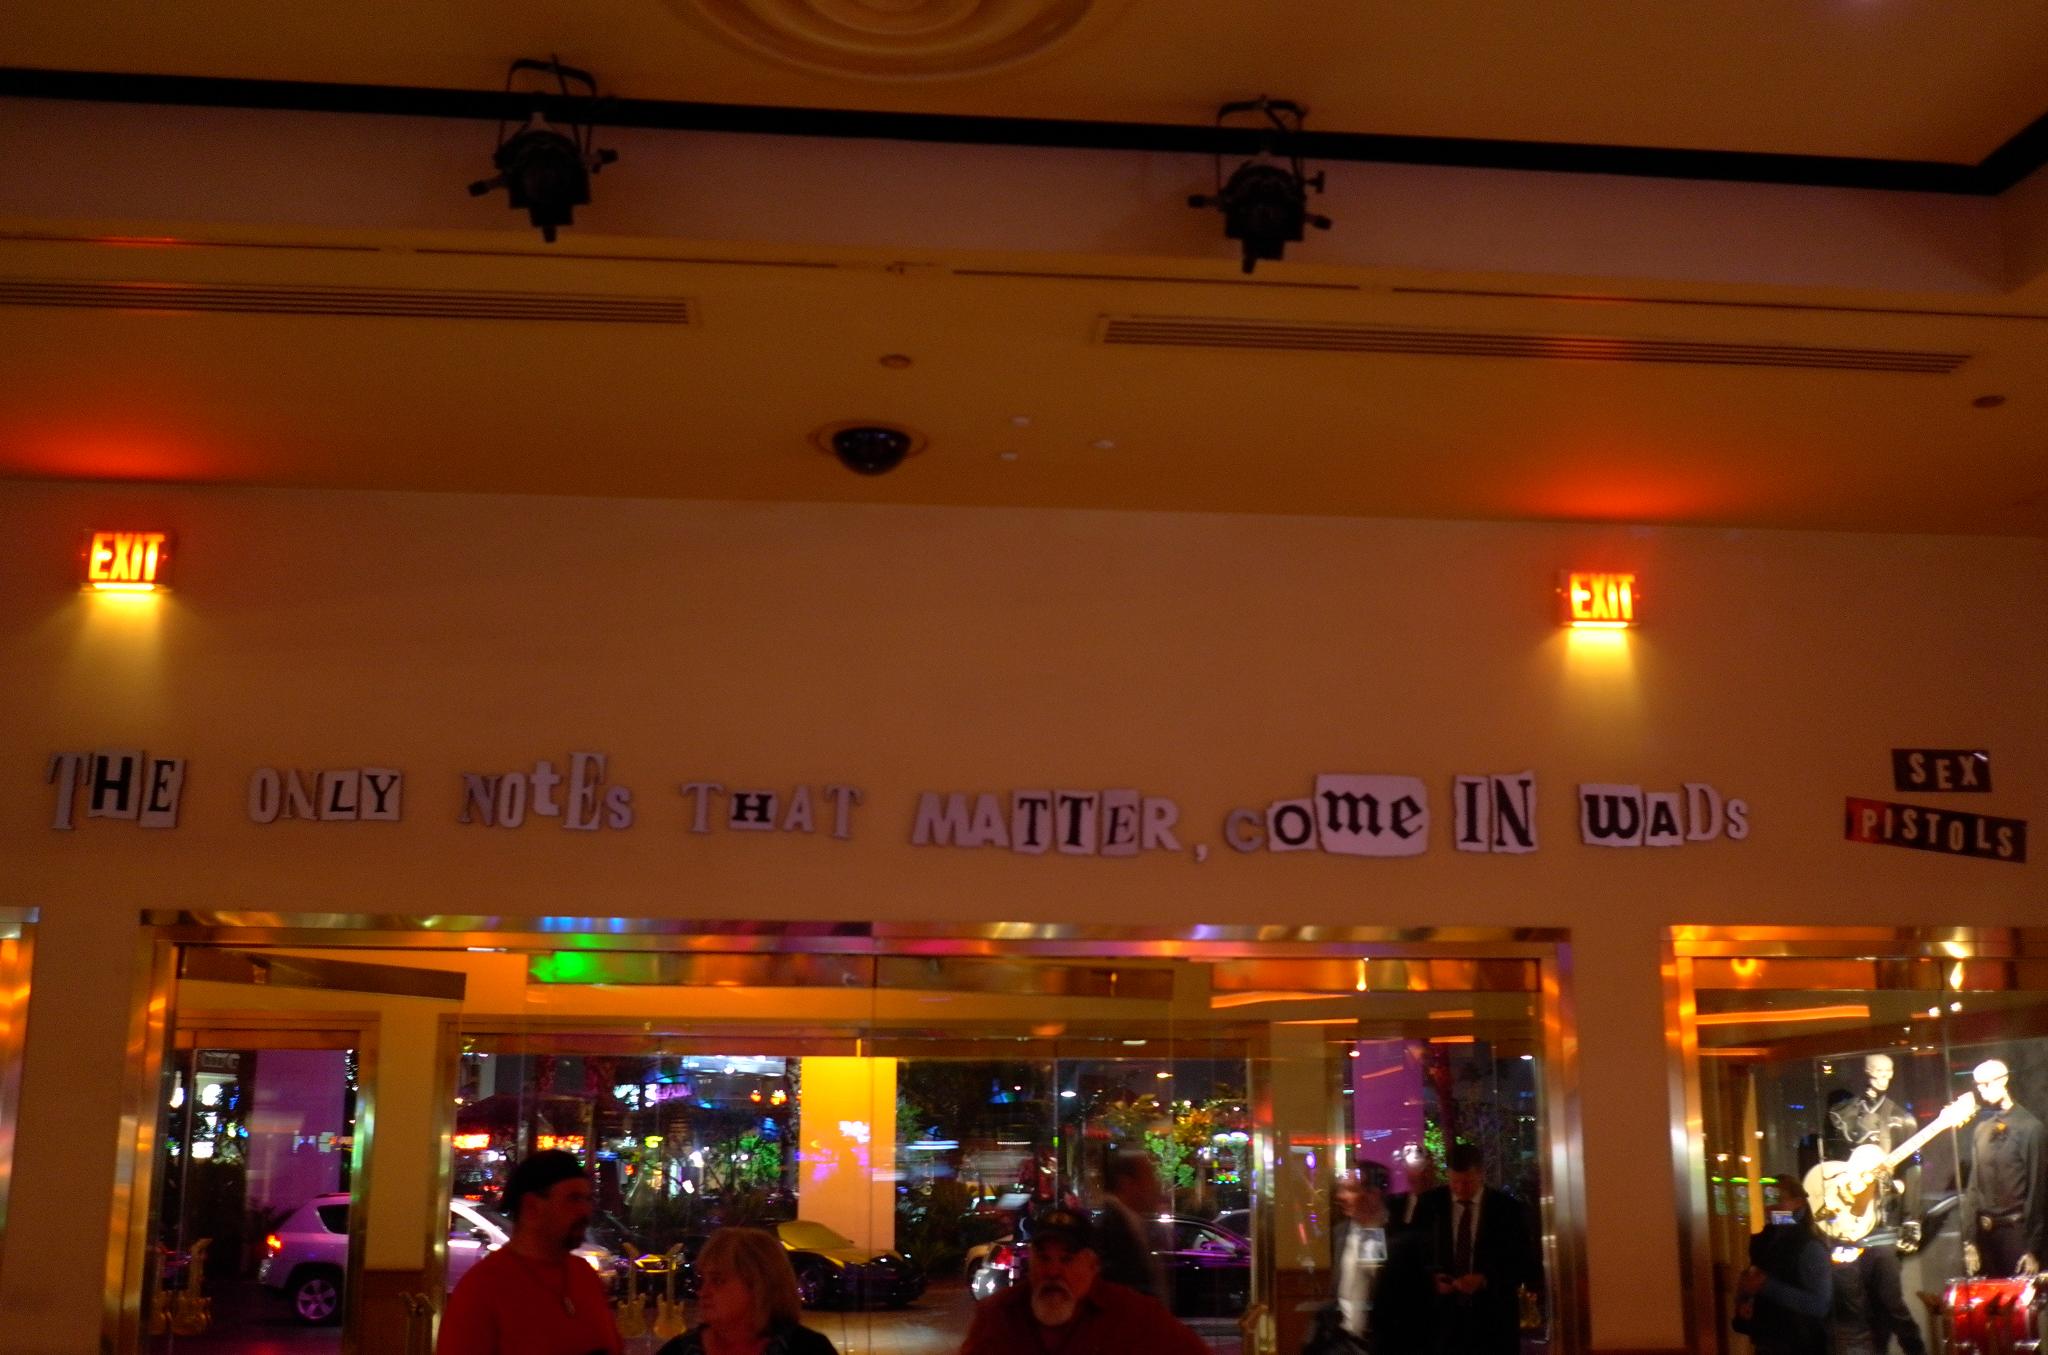 EXIT
EXIT
THE ONLY NOtES THAT MATTER, COme IN WADs
SEX
PISTOLS